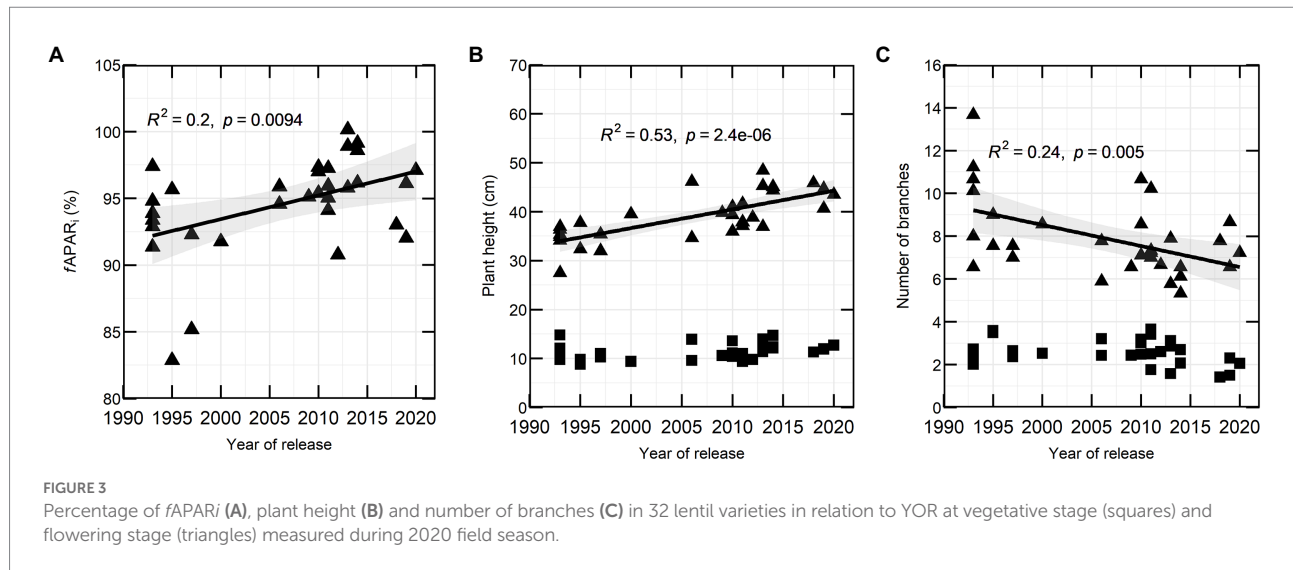 A
105
100
95
90
85
80
fAPARi (%)
R2 = 0.2, p = 0.0094
1990 1995 2000 2005 2010 2015 2020
Year of release
B
70
60
50
40
30
20
10
0
Plant height (cm)
R2 = 0.53, p = 2.4e-06
1990 1995 2000 2005 2010 2015 2020
Year of release
C
16
14
12
10
8
6
4
2
0
Number of branches
R2 = 0.24, p = 0.005
1990 1995 2000 2005 2010 2015 2020
Year of release
FIGURE 3
Percentage of fAPARi (A), plant height (B) and number of branches (C) in 32 lentil varieties in relation to YOR at vegetative stage (squares) and
flowering stage (triangles) measured during 2020 field season.